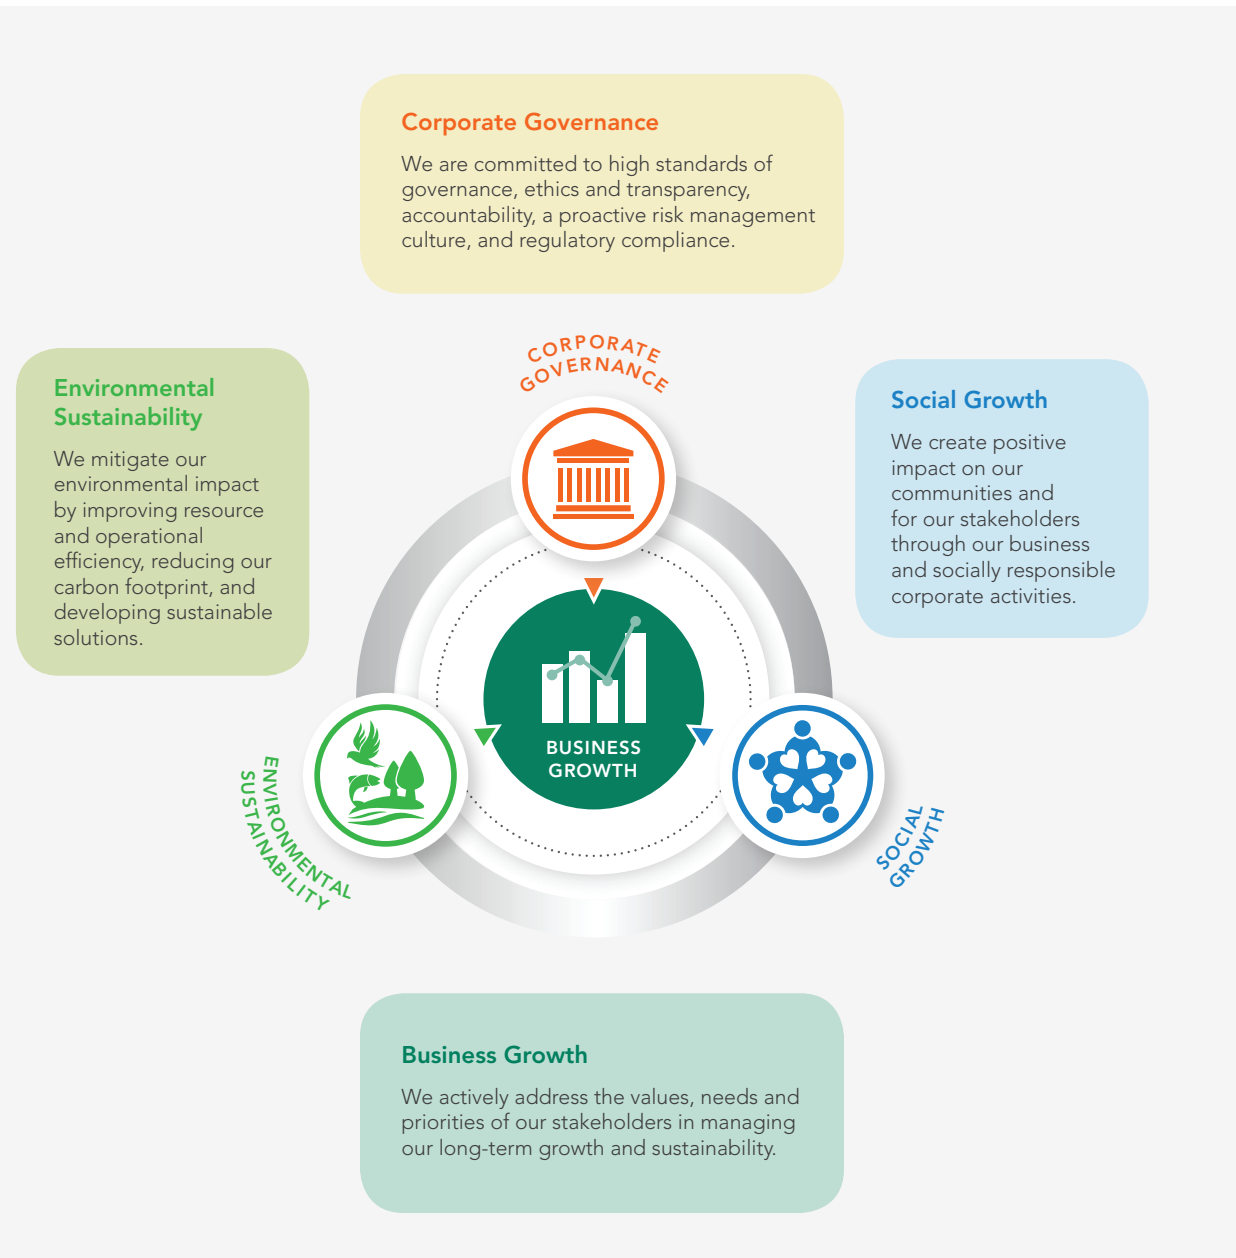 Corporate Governance
We are committed to high standards of
governance, ethics and transparency,
accountability, a proactive risk management
culture, and regulatory compliance.
CORPORATE
GOVERNANCE
Environmental
Sustainability
We mitigate our
environmental impact
by improving resource
and operational
efficiency, reducing our
carbon footprint, and
developing sustainable
solutions.
Social Growth
We create positive
impact on our
communities and
for our stakeholders
through our business
and socially responsible
corporate activities.
BUSINESS
GROWTH
ENVIRONMENTAL
SUSTAINABILITY
SOCIAL
GROWTH
Business Growth
We actively address the values, needs and
priorities of our stakeholders in managing
our long-term growth and sustainability.